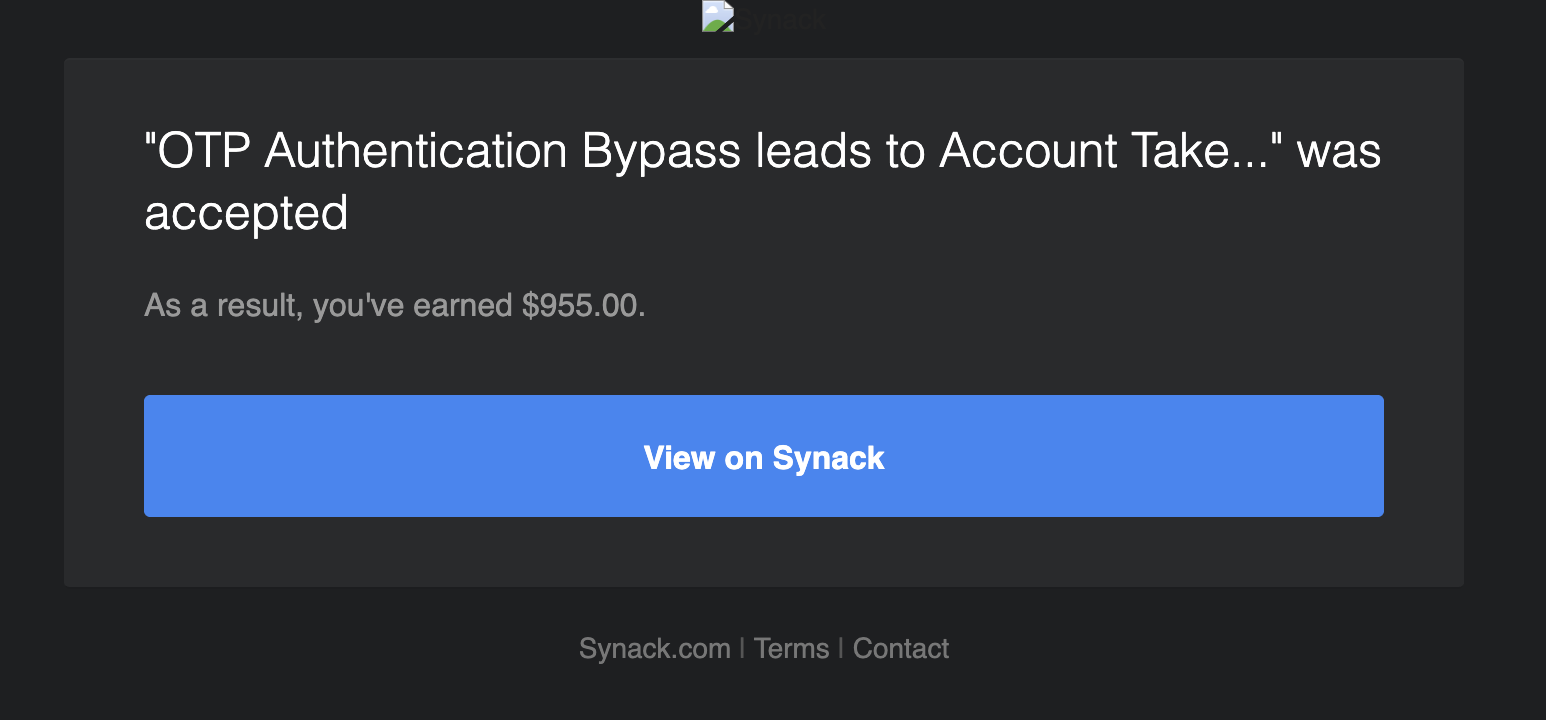 Synack
"OTP Authentication Bypass leads to Account Take..." was
accepted
As a result, you've earned $955.00.
View on Synack
Synack.com | Terms | Contact